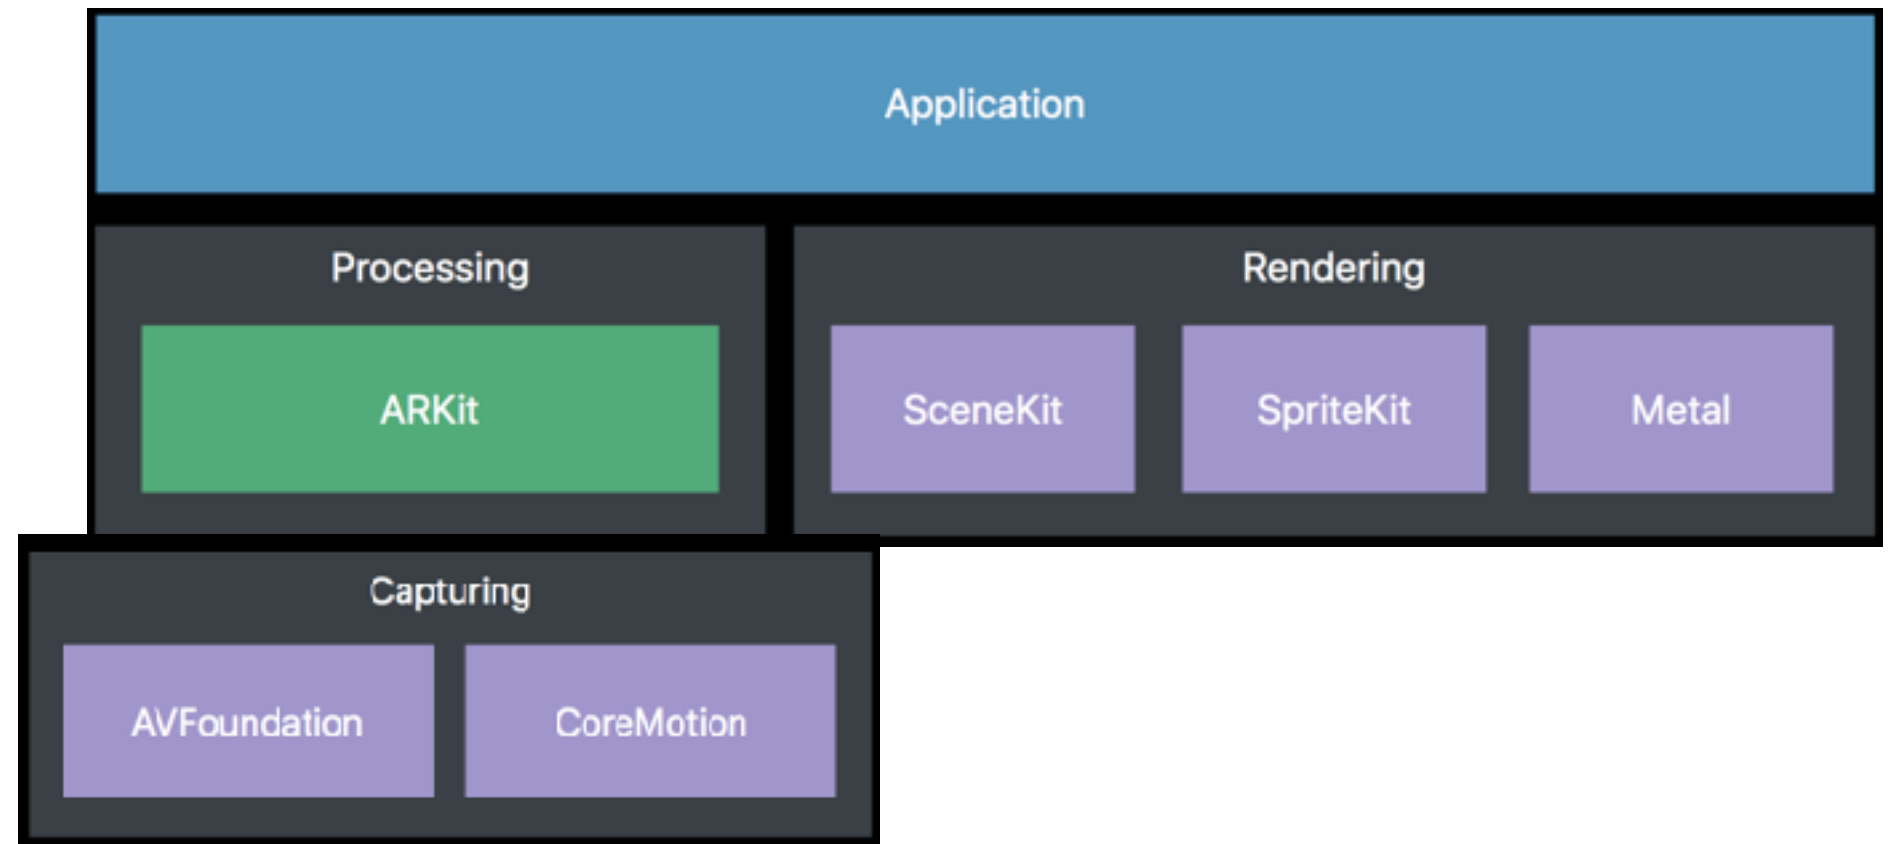 Application
Processing
Rendering
ARKit
SceneKit
SpriteKit
Metal
Capturing
AVFoundation
CoreMotion